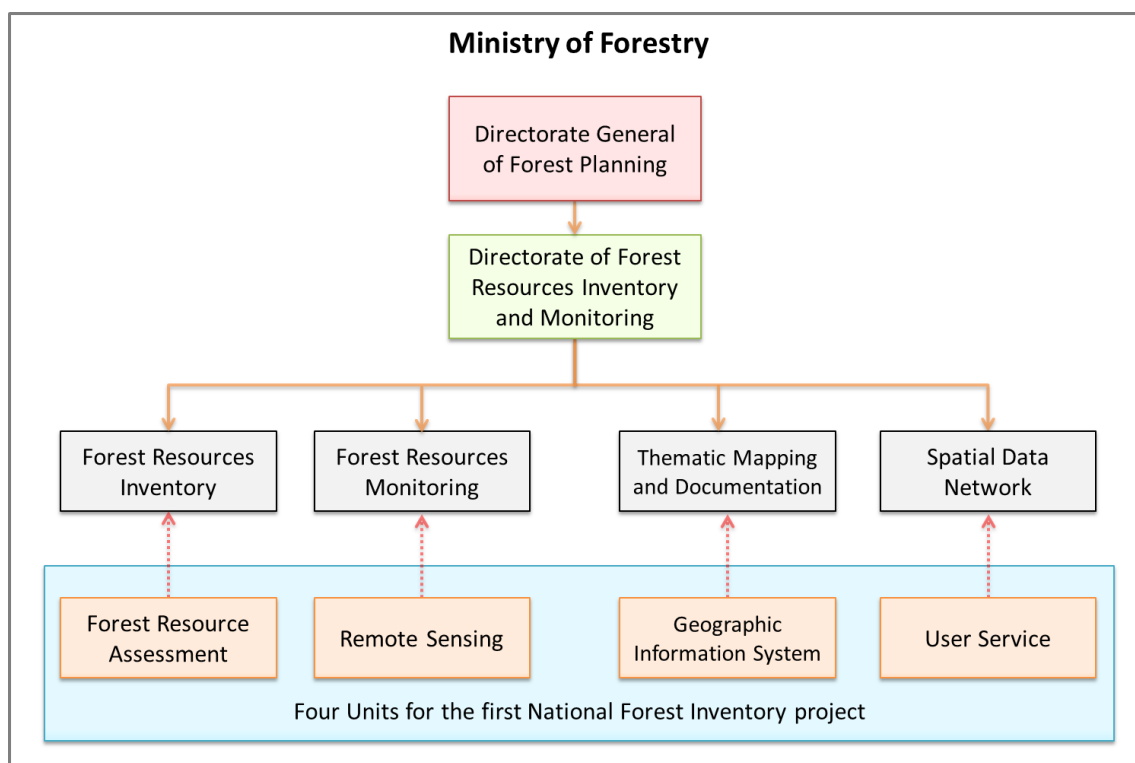 Ministry of Forestry
Directorate General
of Forest Planning
Directorate of Forest
Resources Inventory
and Monitoring
Forest Resources
Inventory
Forest Resources
Monitoring
Thematic Mapping
and Documentation
Spatial Data
Network
Forest Resource
Assessment
Remote Sensing
Geographic
Information System
User Service
Four Units for the first National Forest Inventory project